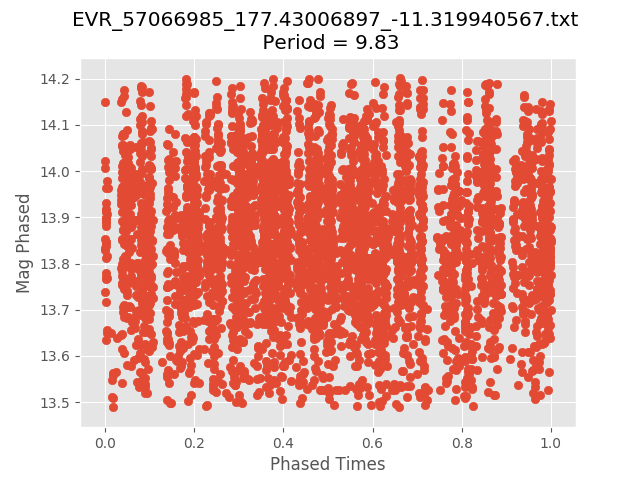 EVR_57066985_177.43006897_-11.319940567.txt
Period = 9.83
14.2
14.1
14.0
13.9
13.8
13.7
13.6
13.5
Mag Phased
0.0 0.2 0.4 0.6 0.8 1.0
Phased Times